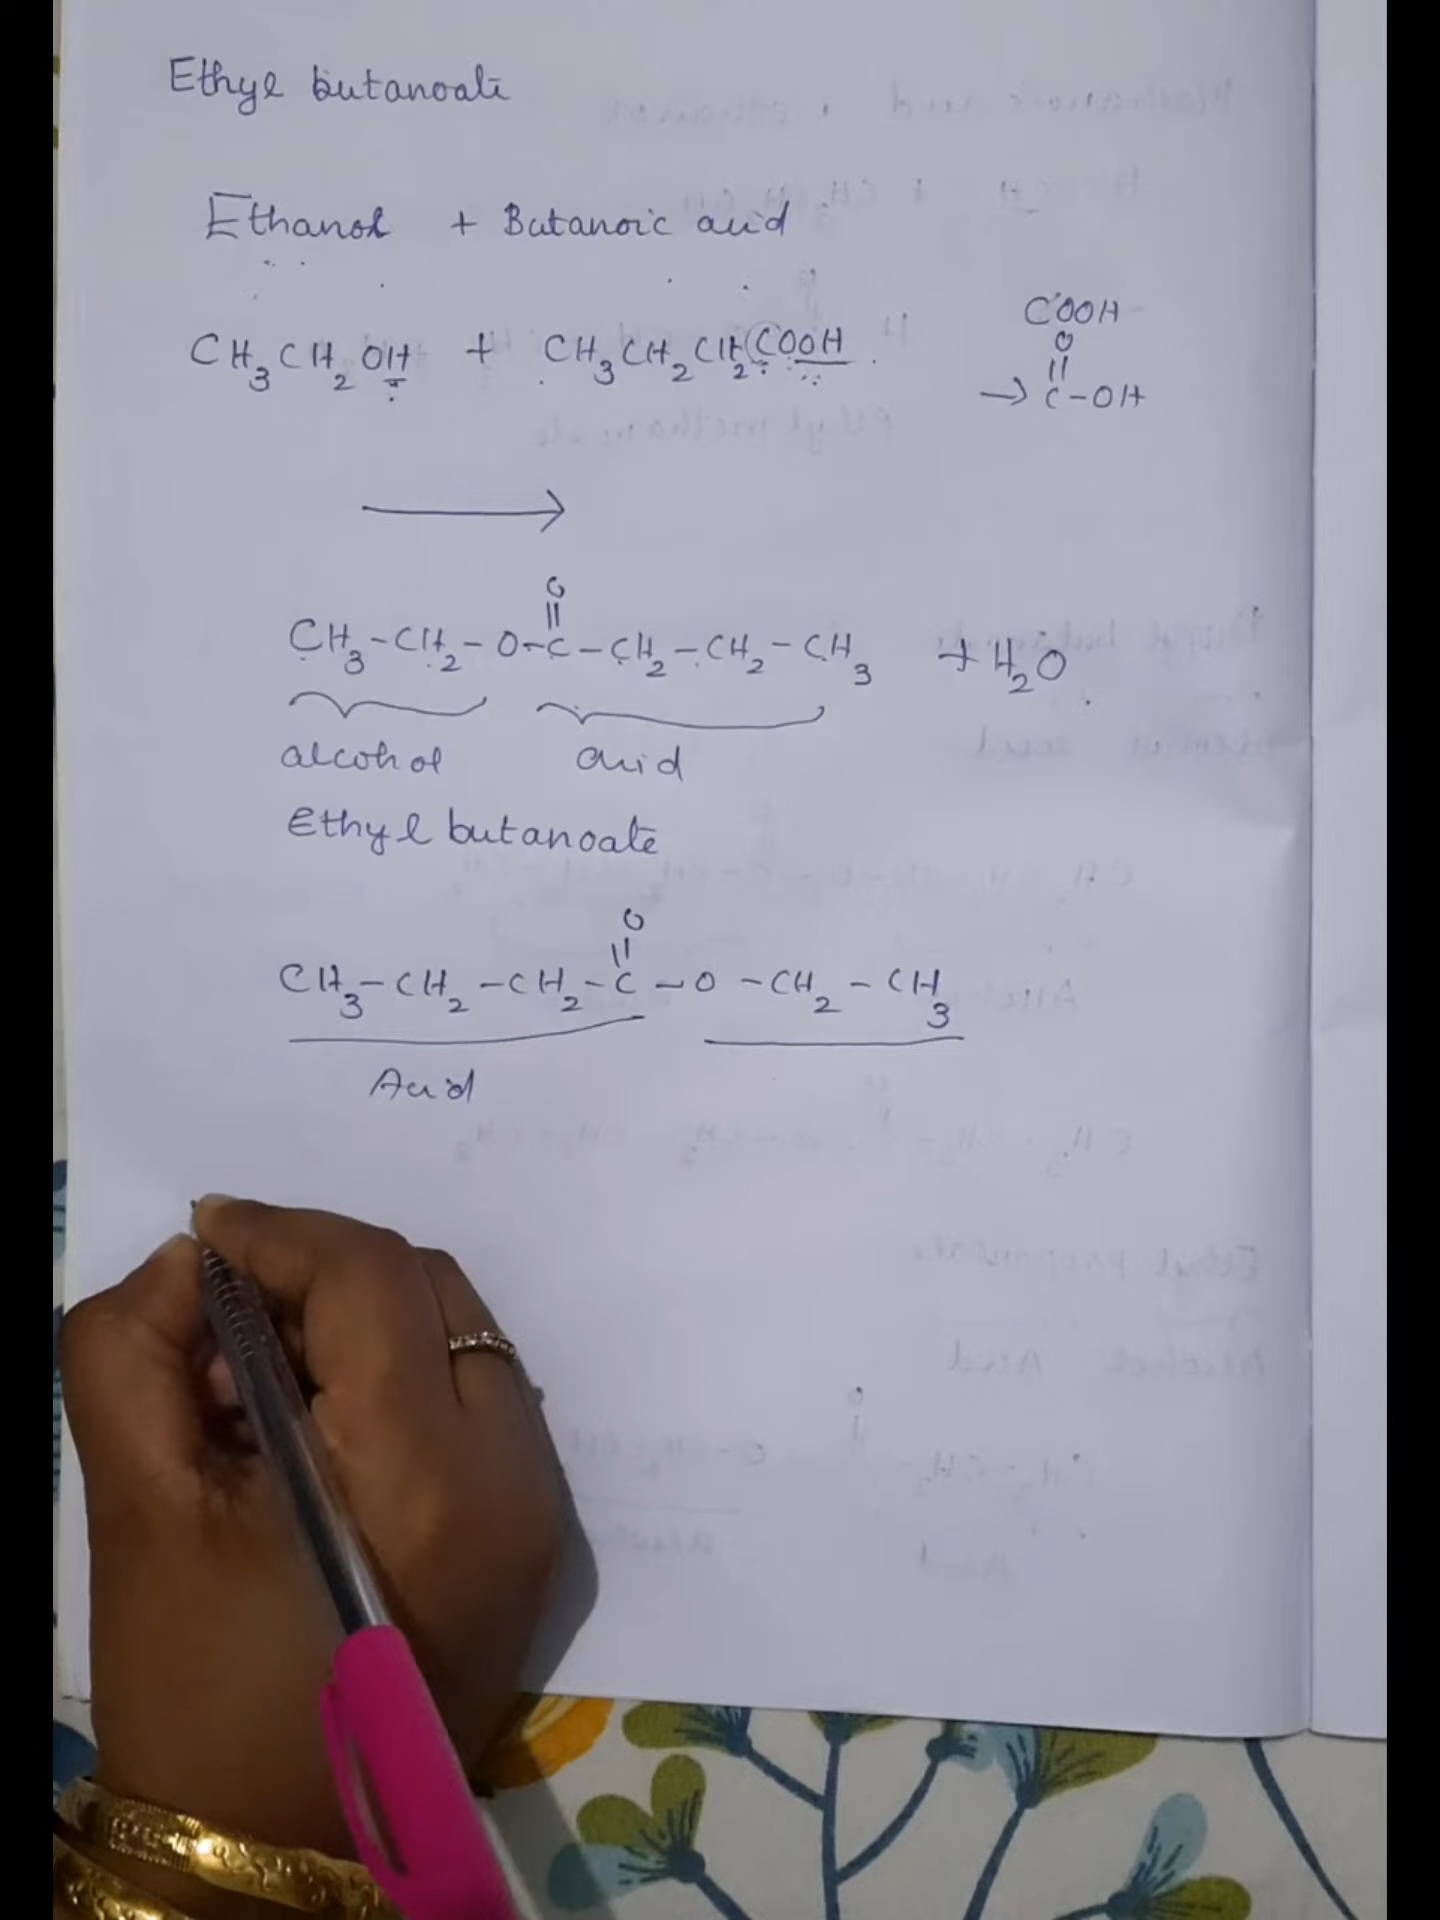 Ethyl butanoate
Ethanol + Butanoic acid
CH3CH2OH + CH3CH2CH2COOH
COOH
O
||
→ C-OH
→
O
||
CH3-CH2-O-C-CH2-CH2-CH3 + H2O
alcohol acid
Ethyl butanoate
O
||
CH3-CH2-CH2-C-O-CH2-CH3
Acid